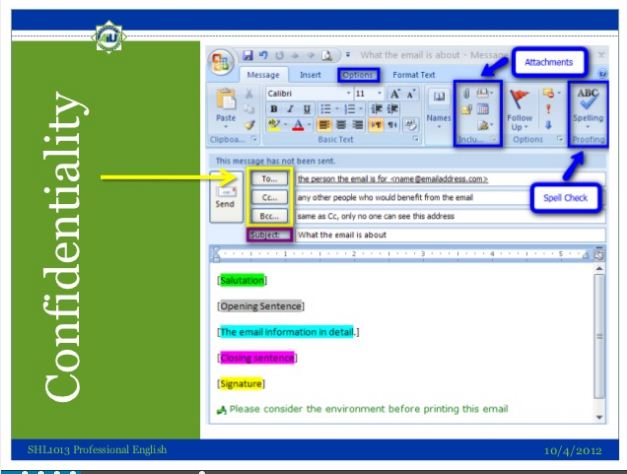 What the email is about - Message
Attachments
Message Insert Options Format Text
Calibri 11
Paste
B I U
Names
Follow Up
ABC
Spelling
Clipboa... Basic Text Inclu... Options Proofing
This message has not been sent.
Send
To... the person the email is for <name@emailaddress.com>
Cc... any other people who would benefit from the email
Spell Check
Bcc... same as Cc, only no one can see this address
Subject: What the email is about
1 2 3 4 5
[Salutation]
[Opening Sentence]
[The email information in detail.]
[Closing sentence]
[Signature]
Please consider the environment before printing this email
Confidentiality
SHL1013 Professional English
10/4/2012